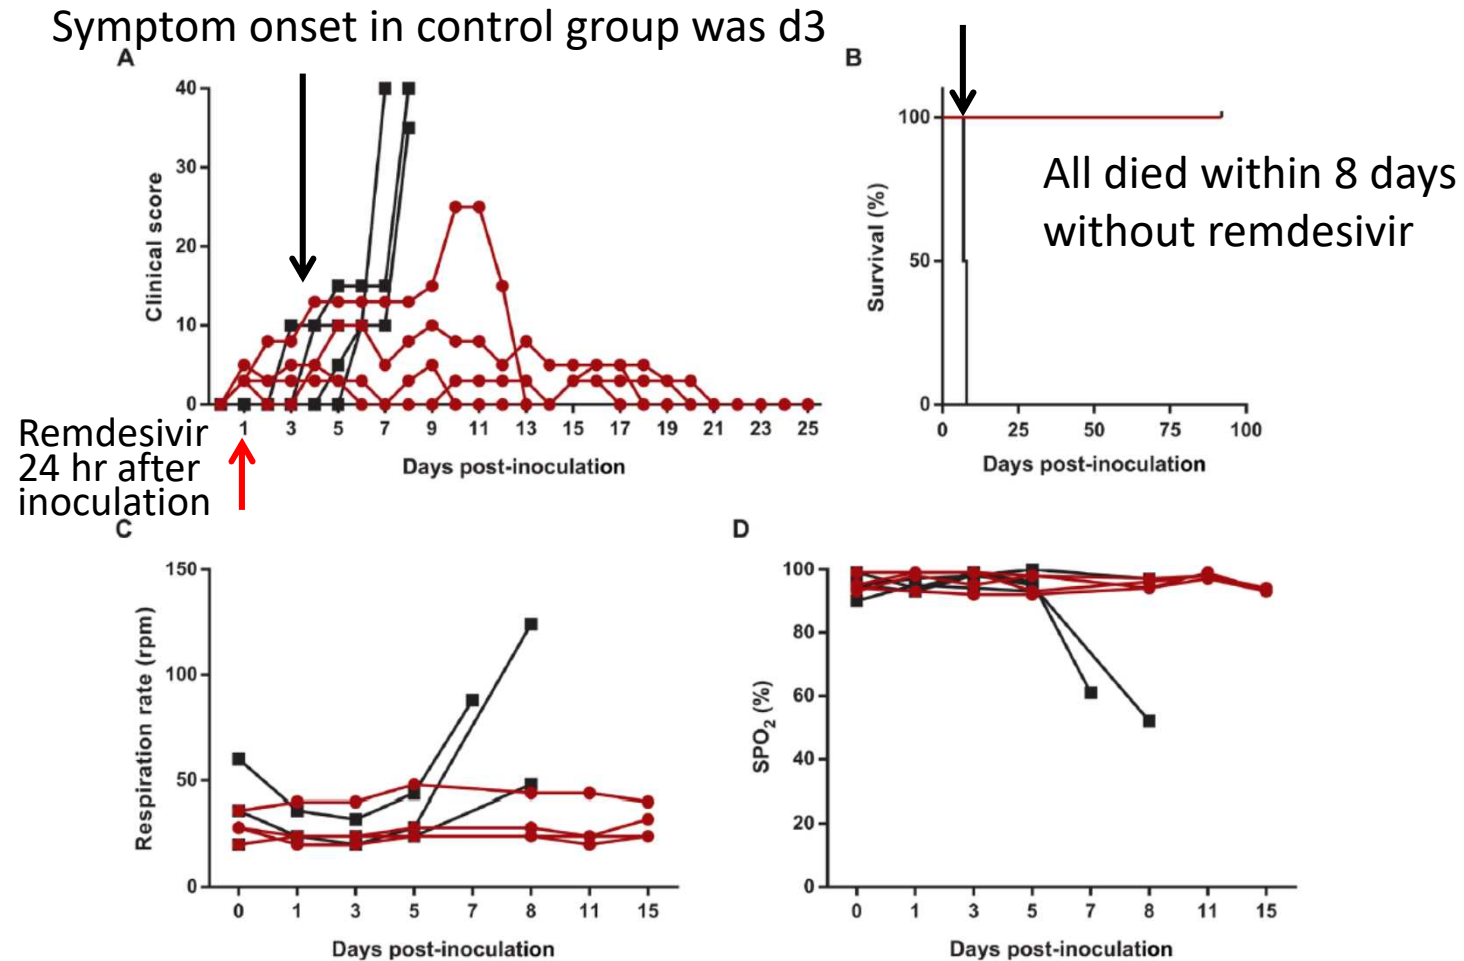 Symptom onset in control group was d3
A
B
40
30
20
10
0
Clinical score
1 3 5 7 9 11 13 15 17 19 21 23 25
Days post-inoculation
Remdesivir
24 hr after
inoculation
100
50
0
Survival (%)
0 25 50 75 100
Days post-inoculation
All died within 8 days
without remdesivir
C
150
100
50
0
Respiration rate (rpm)
0 1 3 5 7 8 11 15
Days post-inoculation
D
100
80
60
40
20
0
SPO2 (%)
0 1 3 5 7 8 11 15
Days post-inoculation